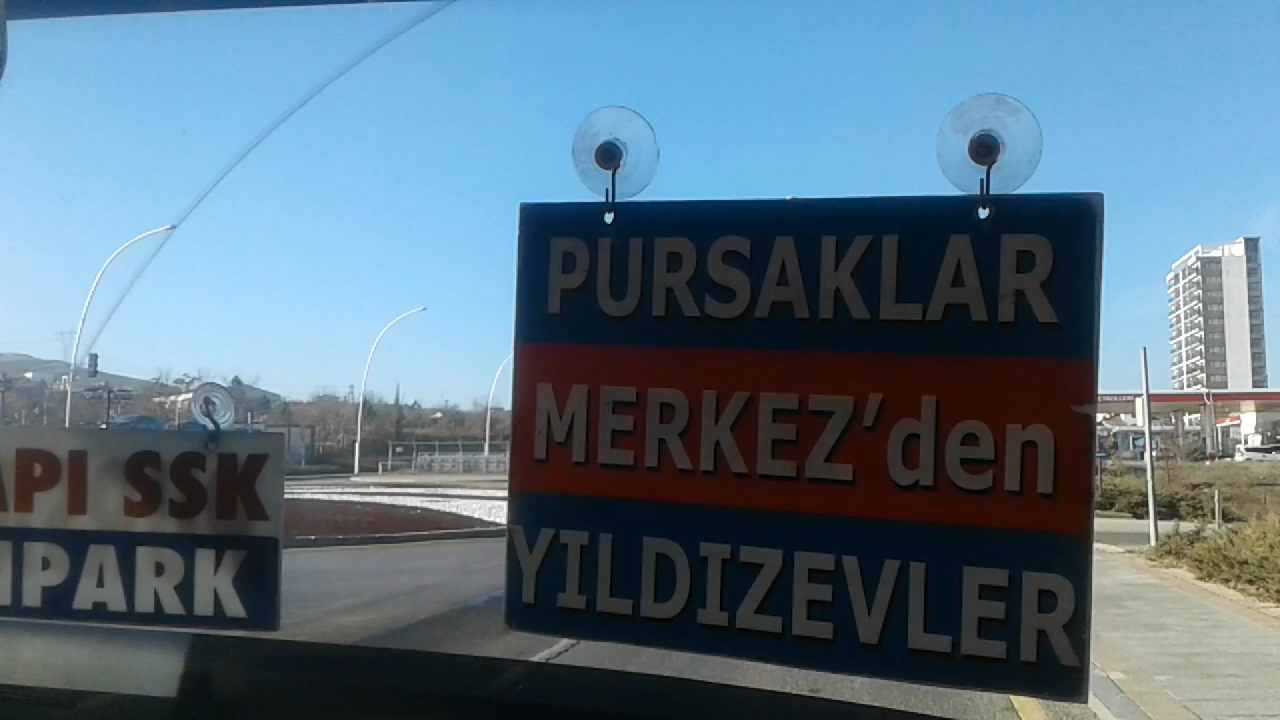 PURSAKLAR
MERKEZ'den
YILDIZEVLER
API SSK
PARK